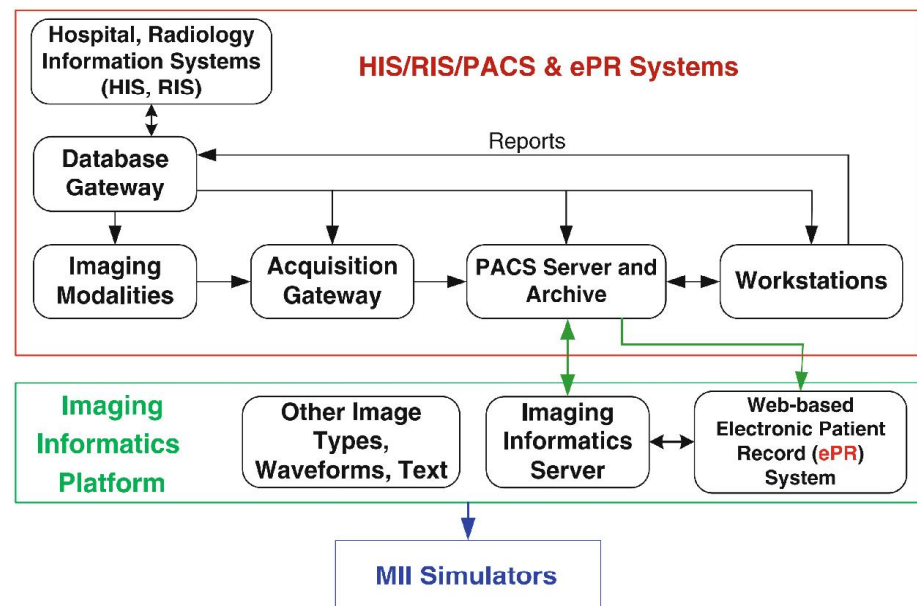 Hospital, Radiology
Information Systems
(HIS, RIS)
HIS/RIS/PACS & ePR Systems
Reports
Database
Gateway
Imaging
Modalities
Acquisition
Gateway
PACS Server and
Archive
Workstations
Imaging
Informatics
Platform
Other Image
Types,
Waveforms, Text
Imaging
Informatics
Server
Web-based
Electronic Patient
Record (ePR)
System
MII Simulators